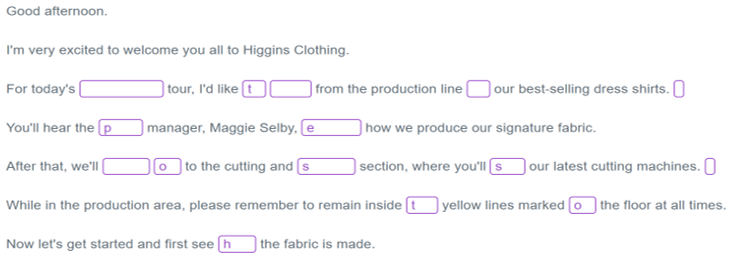 Good afternoon.
I'm very excited to welcome you all to Higgins Clothing.
For today's tour, I'd like t from the production line our best-selling dress shirts.
You'll hear the p manager, Maggie Selby, e how we produce our signature fabric.
After that, we'll o to the cutting and s section, where you'll s our latest cutting machines.
While in the production area, please remember to remain inside t yellow lines marked o the floor at all times.
Now let's get started and first see h the fabric is made.